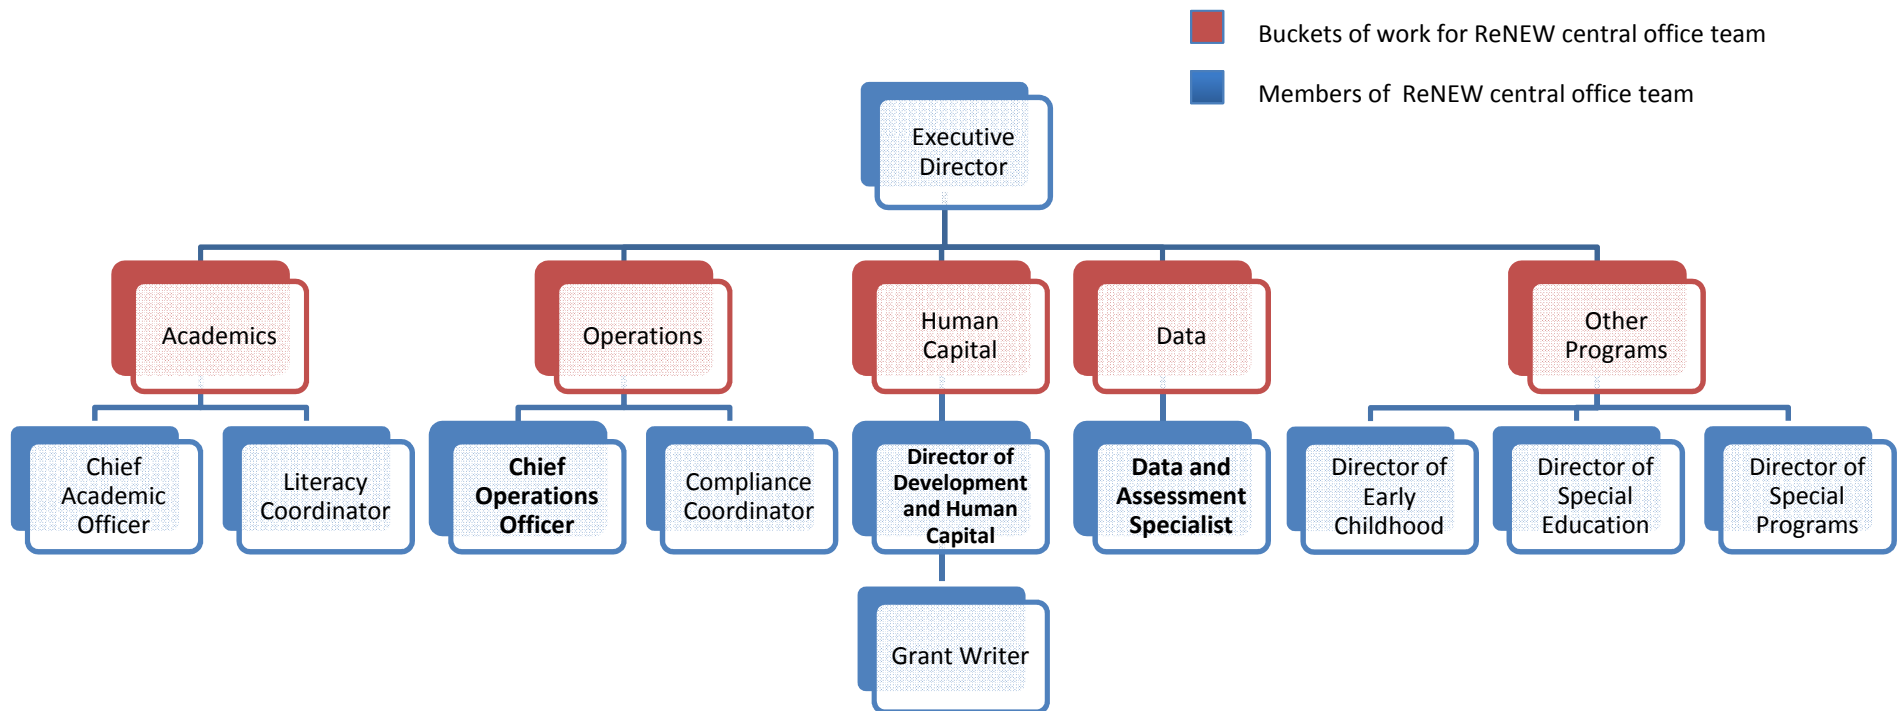 Buckets of work for ReNEW central office team
Members of ReNEW central office team
Executive
Director
Academics
Operations
Human
Capital
Data
Other
Programs
Chief
Academic
Officer
Literacy
Coordinator
Chief
Operations
Officer
Compliance
Coordinator
Director of
Development
and Human
Capital
Data and
Assessment
Specialist
Director of
Early
Childhood
Director of
Special
Education
Director of
Special
Programs
Grant Writer